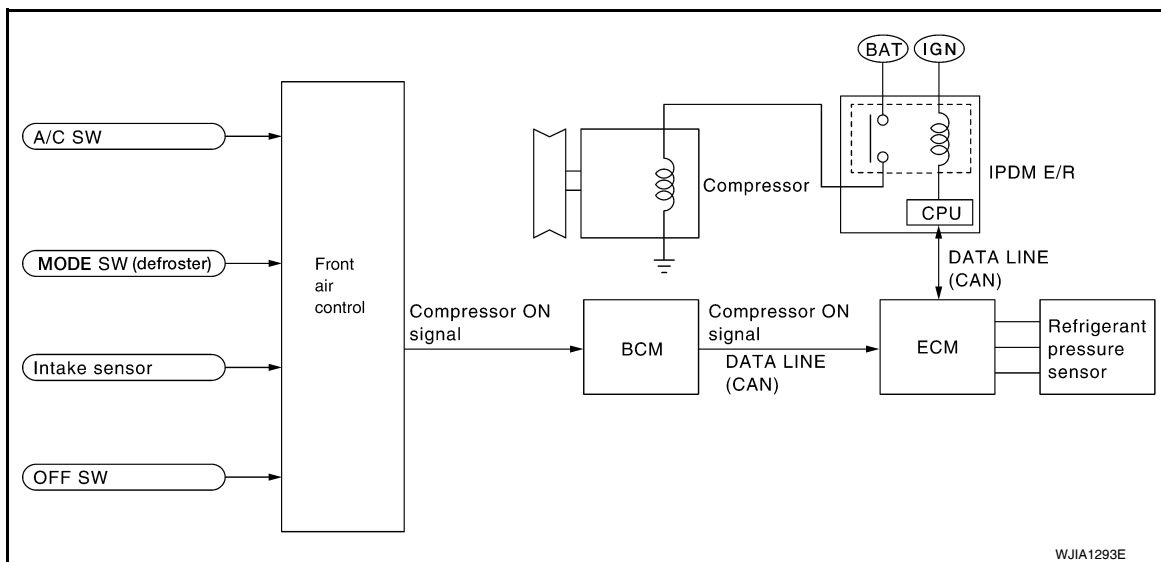 BAT
IGN
A/C SW
Compressor
IPDM E/R
CPU
MODE SW (defroster)
Front
air
control
DATA LINE
(CAN)
Compressor ON
signal
BCM
Compressor ON
signal
DATA LINE
(CAN)
ECM
Refrigerant
pressure
sensor
Intake sensor
OFF SW
WJIA1293E